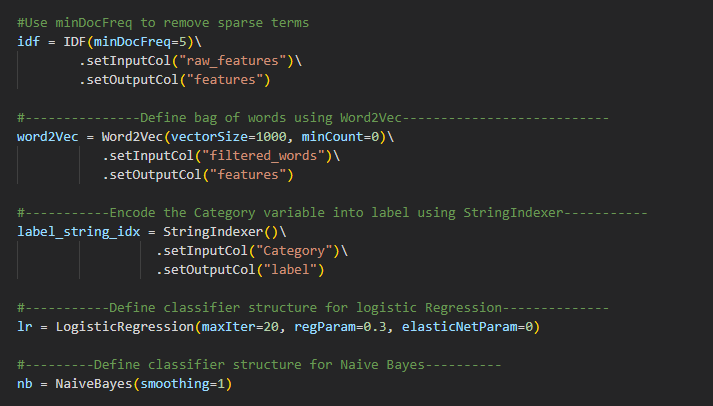 #Use minDocFreq to remove sparse terms
idf = IDF(minDocFreq=5)\
        .setInputCol("raw_features")\
        .setOutputCol("features")
#---------------Define bag of words using Word2Vec---------------------------
word2Vec = Word2Vec(vectorSize=1000, minCount=0)\
           .setInputCol("filtered_words")\
           .setOutputCol("features")
#-----------Encode the Category variable into label using StringIndexer-----------
label_string_idx = StringIndexer()\
                  .setInputCol("Category")\
                  .setOutputCol("label")
#-----------Define classifier structure for logistic Regression--------------
lr = LogisticRegression(maxIter=20, regParam=0.3, elasticNetParam=0)
#---------Define classifier structure for Naive Bayes----------
nb = NaiveBayes(smoothing=1)